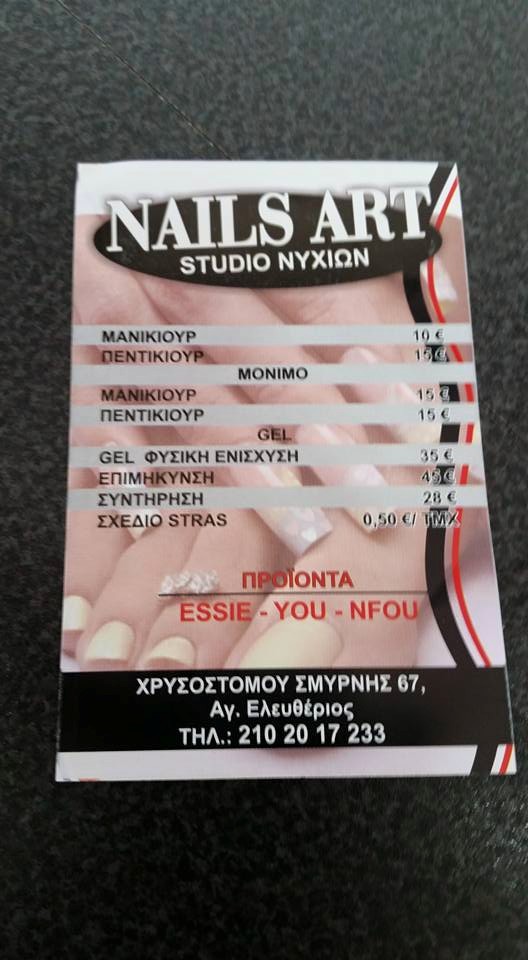 NAILS ART
STUDIO ΝΥΧΙΩΝ
ΜΑΝΙΚΙΟΥΡ 10 €
ΠΕΝΤΙΚΙΟΥΡ 15 €
ΜΟΝΙΜΟ
ΜΑΝΙΚΙΟΥΡ 15 €
ΠΕΝΤΙΚΙΟΥΡ 15 €
GEL
GEL ΦΥΣΙΚΗ ΕΝΙΣΧΥΣΗ 35 €
ΕΠΙΜΗΚΥΝΣΗ 45 €
ΣΥΝΤΗΡΗΣΗ 28 €
ΣΧΕΔΙΟ STRAS 0,50 €/ ΤΜΧ
ΠΡΟΪΟΝΤΑ
ESSIE - YOU - NFOU
ΧΡΥΣΟΣΤΟΜΟΥ ΣΜΥΡΝΗΣ 67,
Αγ. Ελευθέριος
ΤΗΛ.: 210 20 17 233